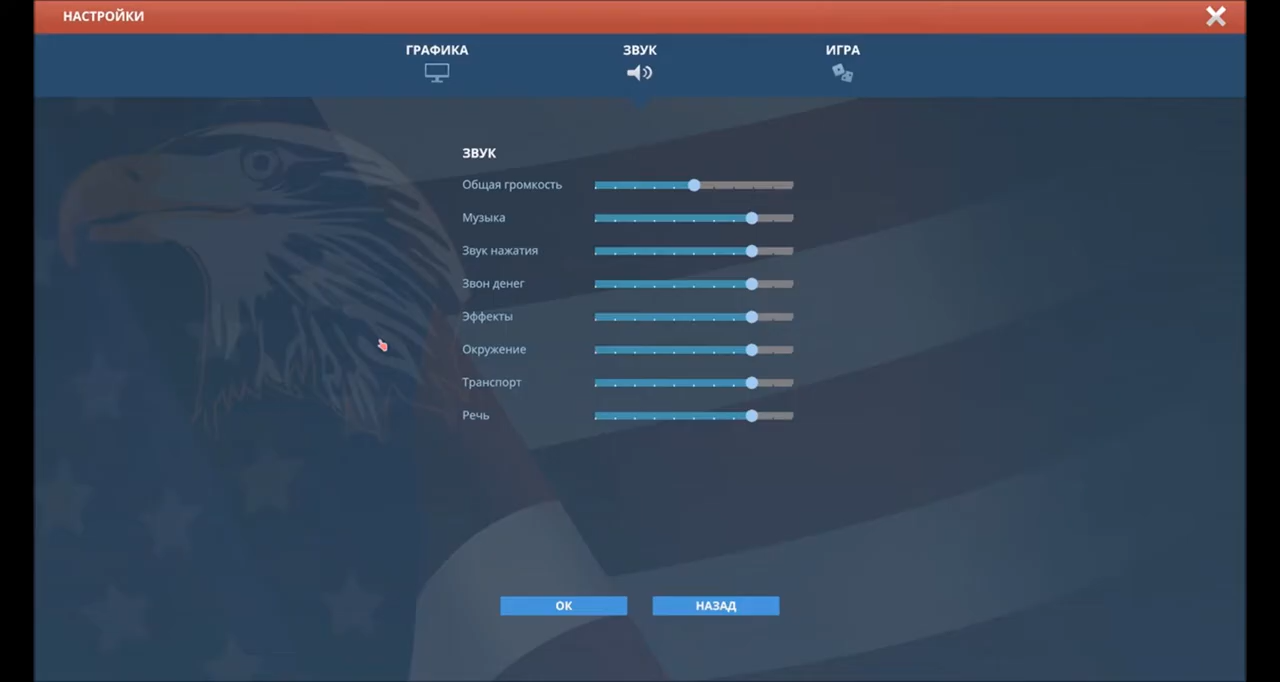 НАСТРОЙКИ
ГРАФИКА
ЗВУК
ИГРА
ЗВУК
Общая громкость
Музыка
Звук нажатия
Звон денег
Эффекты
Окружение
Транспорт
Речь
ОК
НАЗАД